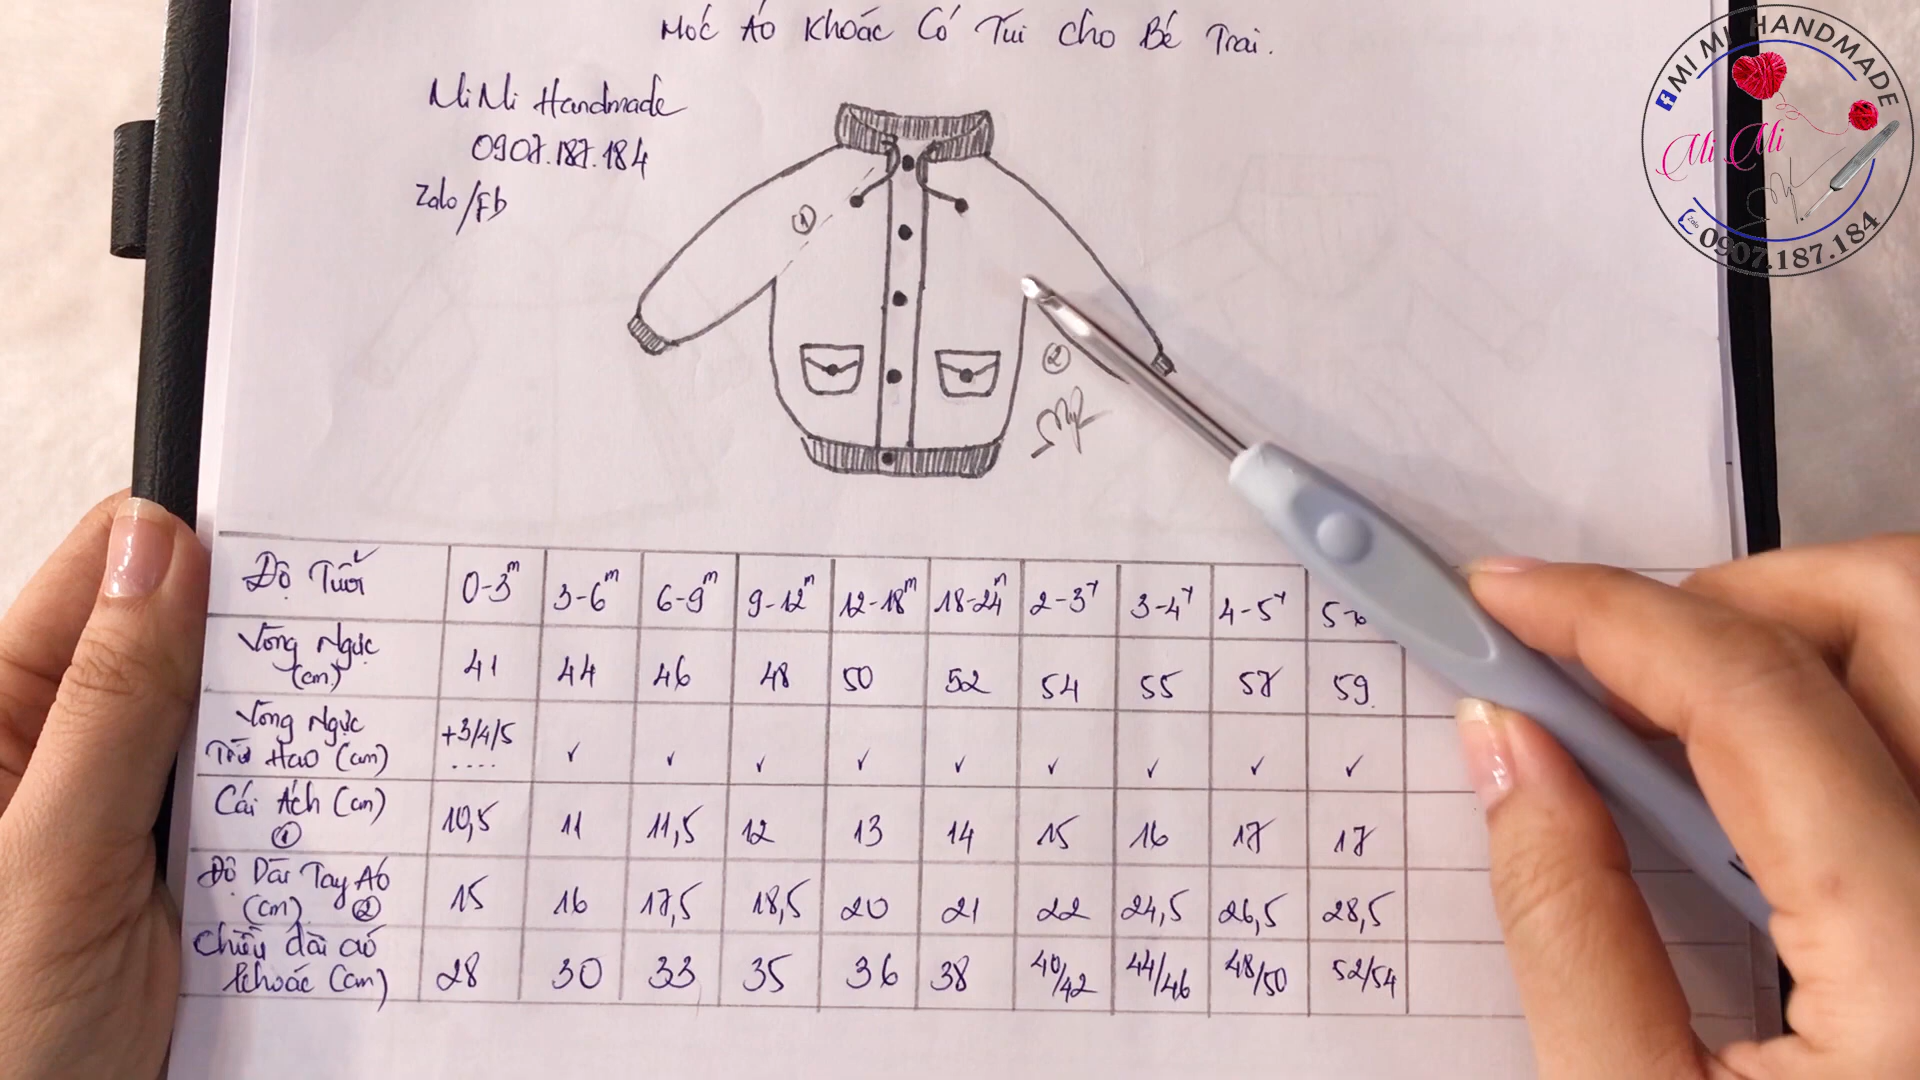 Móc Áo Khoác Có Túi Cho Bé Trai.
MiMi Handmade
0907.187.184
Zalo/Fb
MI MI HANDMADE
Mi Mi
Zalo
0907.187.184
1
2
Độ Tuổi 0-3m 3-6m 6-9m 9-12m 12-18m 18-24m 2-3T 3-4T 4-5T
Vòng Ngực (cm) 41 44 46 48 50 52 54 55 57 59.
Vòng Ngực Trừ Hao (cm) +3/4/5 .... ✓ ✓ ✓ ✓ ✓ ✓ ✓ ✓ ✓
Cái Ách (cm) 1 10,5 11 11,5 12 13 14 15 16 17 17
Độ Dài Tay Áo (cm) 2 15 16 17,5 18,5 20 21 22 24,5 26,5 28,5
Chiều dài áo khoác (cm) 28 30 33 35 36 38 40/42 44/46 48/50 52/54